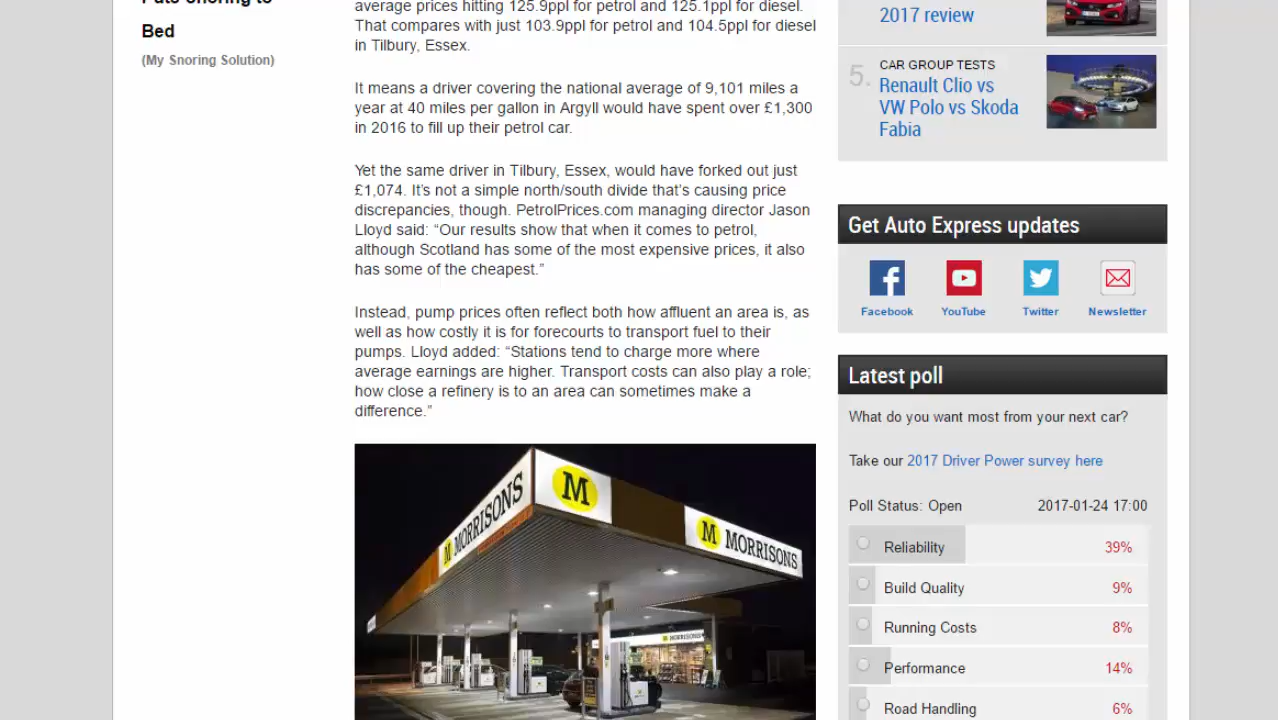 Puts Snoring to
Bed
(My Snoring Solution)
average prices hitting 125.9ppl for petrol and 125.1ppl for diesel.
That compares with just 103.9ppl for petrol and 104.5ppl for diesel
in Tilbury, Essex.
It means a driver covering the national average of 9,101 miles a
year at 40 miles per gallon in Argyll would have spent over £1,300
in 2016 to fill up their petrol car.
Yet the same driver in Tilbury, Essex, would have forked out just
£1,074. It’s not a simple north/south divide that’s causing price
discrepancies, though. PetrolPrices.com managing director Jason
Lloyd said: “Our results show that when it comes to petrol,
although Scotland has some of the most expensive prices, it also
has some of the cheapest.”
Instead, pump prices often reflect both how affluent an area is, as
well as how costly it is for forecourts to transport fuel to their
pumps. Lloyd added: “Stations tend to charge more where
average earnings are higher. Transport costs can also play a role;
how close a refinery is to an area can sometimes make a
difference.”
M MORRISONS
M
M MORRISONS
MORRISONS
2017 review
5.
CAR GROUP TESTS
Renault Clio vs
VW Polo vs Skoda
Fabia
Get Auto Express updates
Facebook YouTube Twitter Newsletter
Latest poll
What do you want most from your next car?
Take our 2017 Driver Power survey here
Poll Status: Open 2017-01-24 17:00
Reliability 39%
Build Quality 9%
Running Costs 8%
Performance 14%
Road Handling 6%